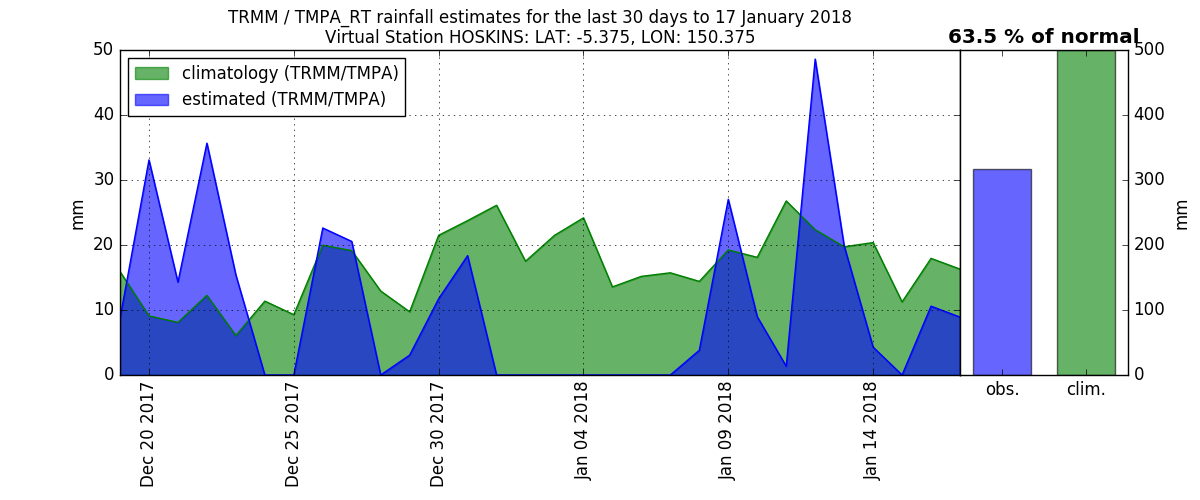 TRMM / TMPA_RT rainfall estimates for the last 30 days to 17 January 2018
Virtual Station HOSKINS: LAT: -5.375, LON: 150.375
63.5 % of normal
climatology (TRMM/TMPA)
estimated (TRMM/TMPA)
mm
50
40
30
20
10
0
Dec 20 2017
Dec 25 2017
Dec 30 2017
Jan 04 2018
Jan 09 2018
Jan 14 2018
500
400
300
200
100
0
mm
obs.
clim.